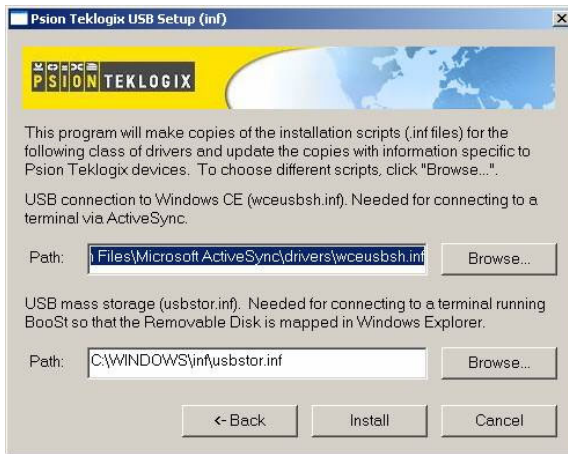 Psion Teklogix USB Setup (inf)
PSION TEKLOGIX
This program will make copies of the installation scripts (.inf files) for the
following class of drivers and update the copies with information specific to
Psion Teklogix devices. To choose different scripts, click "Browse...".
USB connection to Windows CE (wceusbsh.inf). Needed for connecting to a
terminal via ActiveSync.
Path: Files\Microsoft ActiveSync\drivers\wceusbsh.inf Browse...
USB mass storage (usbstor.inf). Needed for connecting to a terminal running
BooSt so that the Removable Disk is mapped in Windows Explorer.
Path: C:\WINDOWS\inf\usbstor.inf Browse...
<- Back Install Cancel